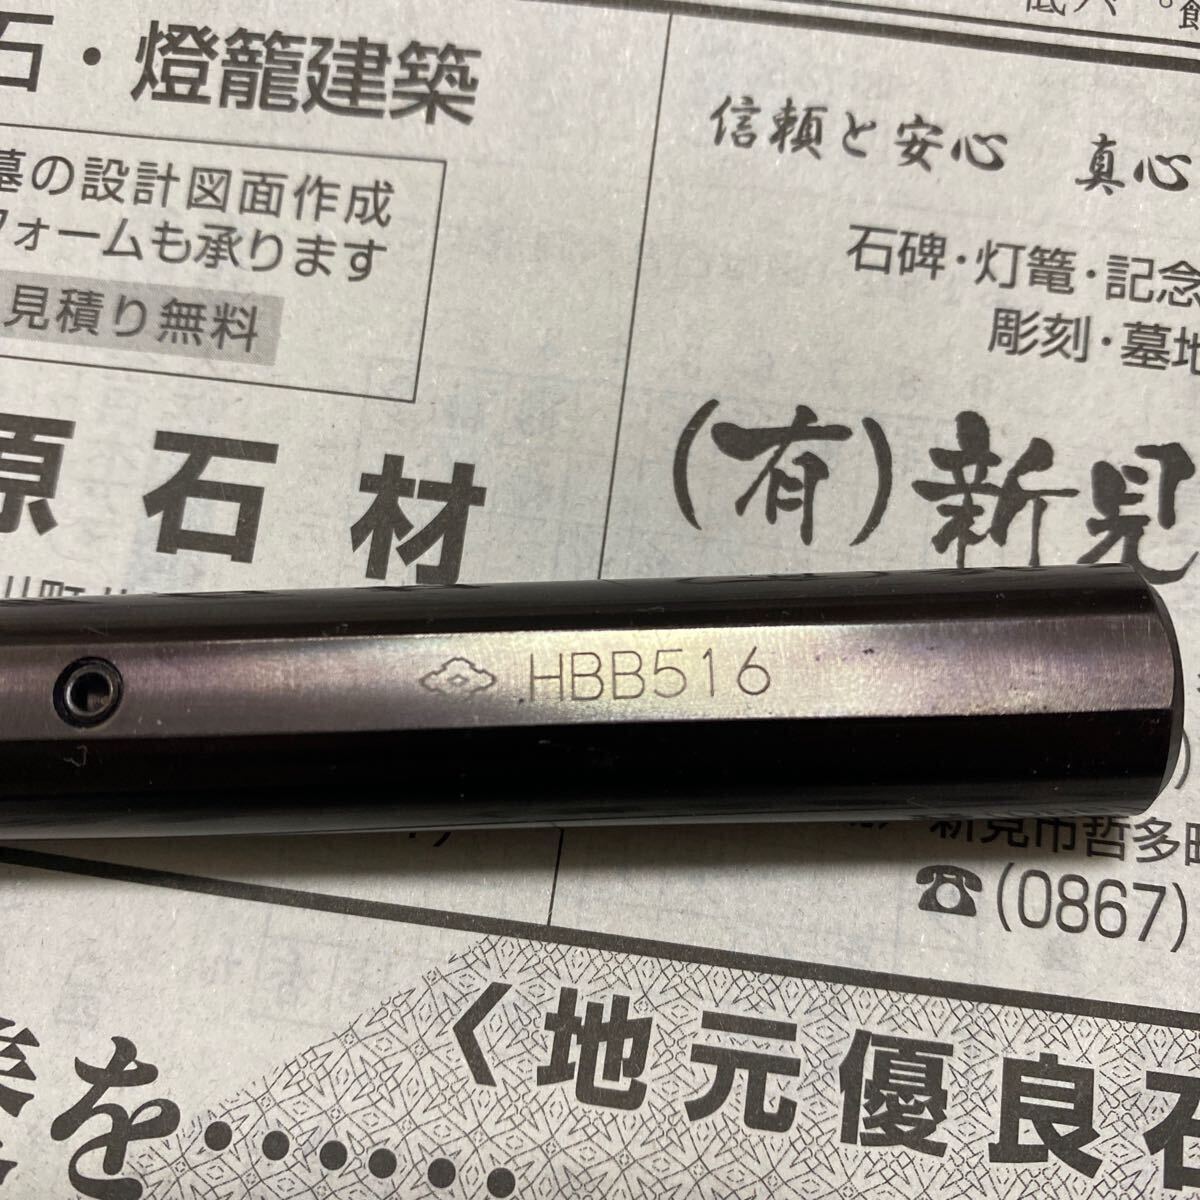 石・燈籠建築
墓の設計図面作成
フォームも承ります
見積り無料
原石材
信頼と安心 真心
石碑・灯篭・記念
彫刻・墓地
(有)新見
HBB516
新見市哲多町
☎(0867)
〈地元優良石
を・・・・・・